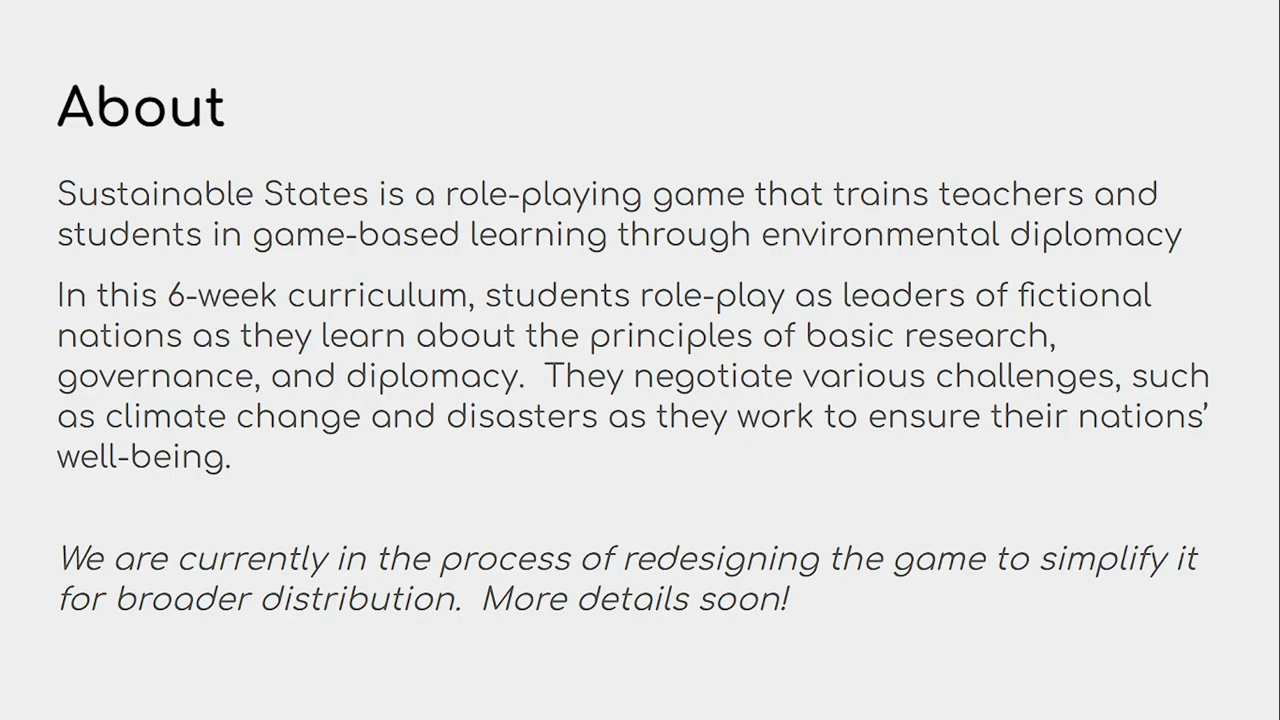 About
Sustainable States is a role-playing game that trains teachers and
students in game-based learning through environmental diplomacy
In this 6-week curriculum, students role-play as leaders of fictional
nations as they learn about the principles of basic research,
governance, and diplomacy.  They negotiate various challenges, such
as climate change and disasters as they work to ensure their nations’
well-being.
We are currently in the process of redesigning the game to simplify it
for broader distribution.  More details soon!